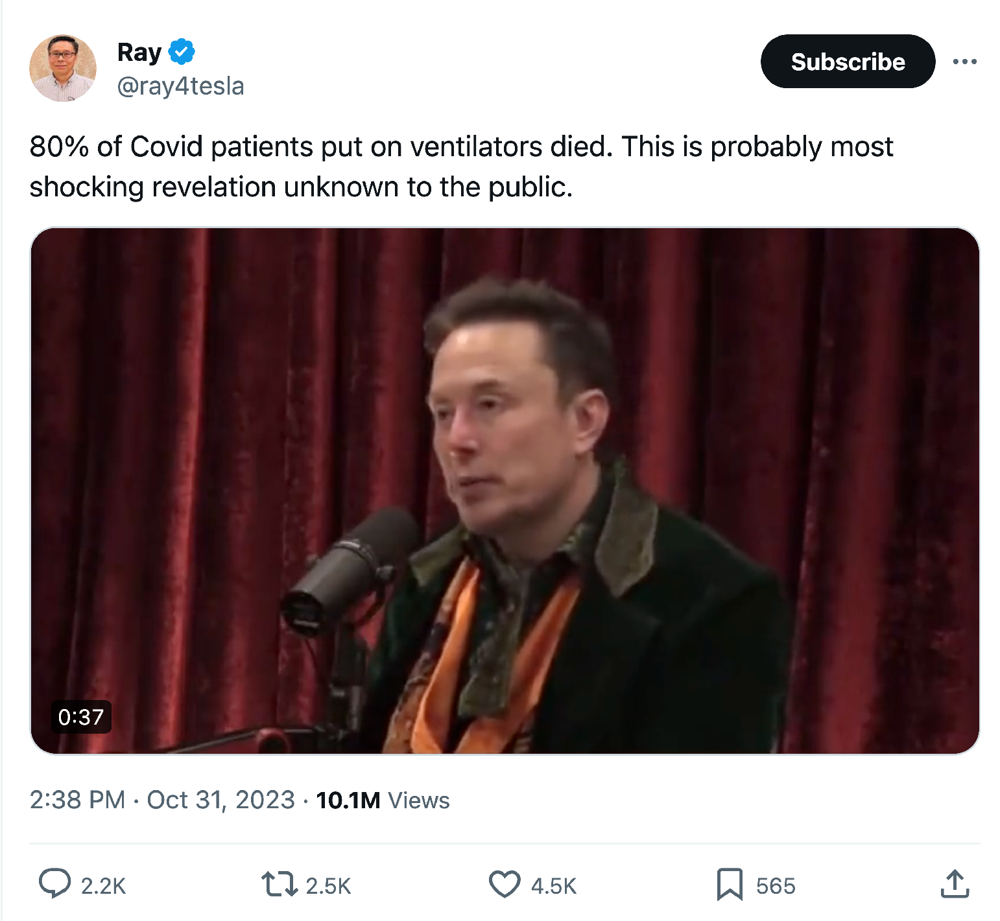 Ray
Subscribe
@ray4tesla
80% of Covid patients put on ventilators died. This is probably most
shocking revelation unknown to the public.
0:37
2:38 PM · Oct 31, 2023 · 10.1M Views
2.2K 2.5K 4.5K 565